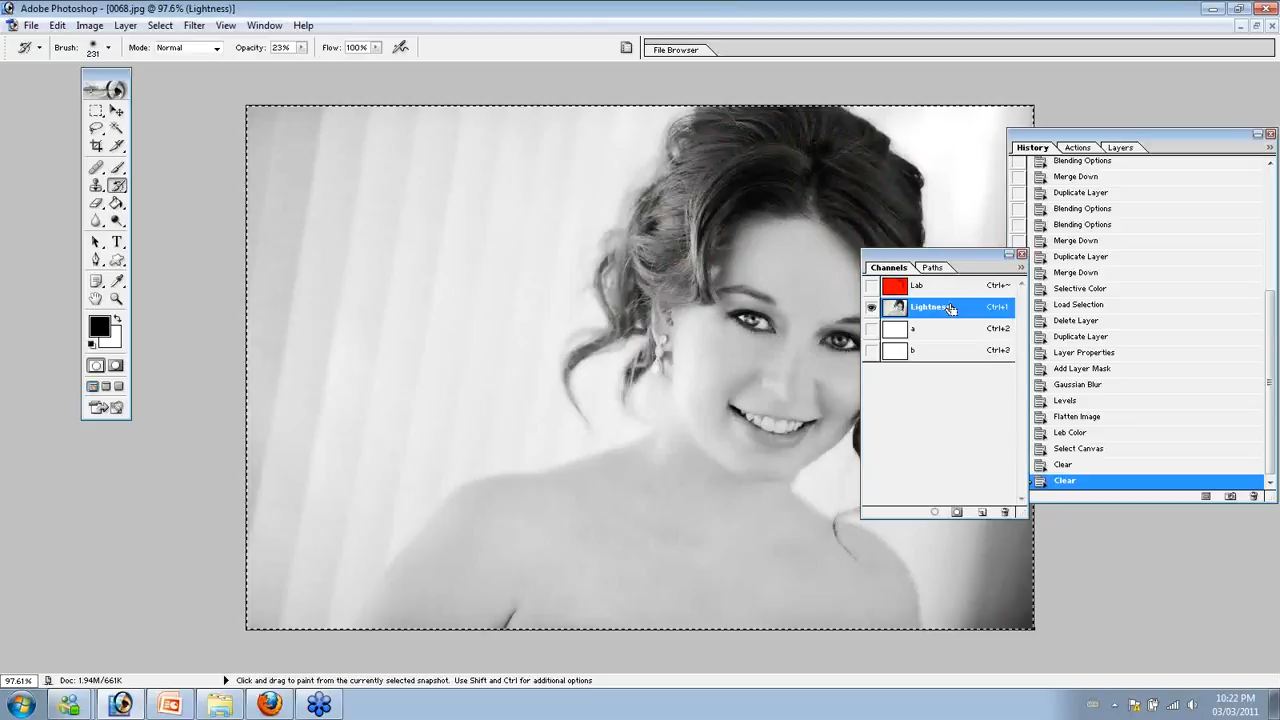 Adobe Photoshop - [0068.jpg @ 97.6% (Lightness)]
File Edit Image Layer Select Filter View Window Help
Brush: 231 Mode: Normal Opacity: 23% Flow: 100% File Browser
History Actions Layers
Blending Options
Merge Down
Duplicate Layer
Blending Options
Blending Options
Merge Down
Duplicate Layer
Merge Down
Selective Color
Load Selection
Delete Layer
Duplicate Layer
Layer Properties
Add Layer Mask
Gaussian Blur
Levels
Flatten Image
Lab Color
Select Canvas
Clear
Clear
Channels Paths
Lab Ctrl+~
Lightness Ctrl+1
a Ctrl+2
b Ctrl+3
97.61% Doc: 1.94M/661K Click and drag to paint from the currently selected snapshot. Use Shift and Ctrl for additional options
10:22 PM
03/03/2011